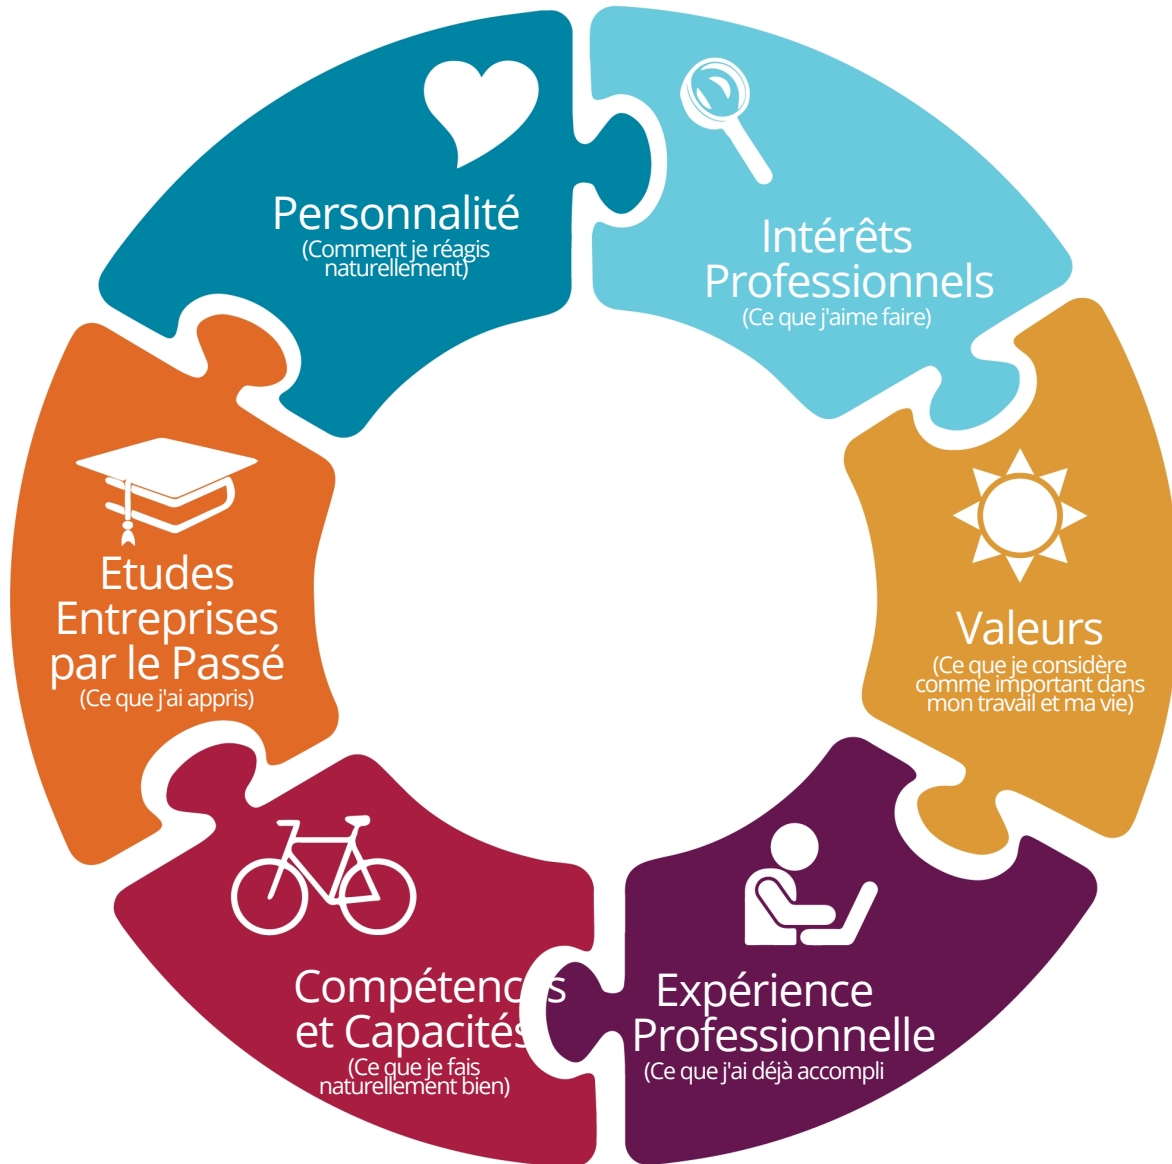 Personnalité
(Comment je réagis
naturellement)
Intérêts
Professionnels
(Ce que j'aime faire)
Valeurs
(Ce que je considère
comme important dans
mon travail et ma vie)
Expérience
Professionnelle
(Ce que j'ai déjà accompli
Compétences
et Capacités
(Ce que je fais
naturellement bien)
Etudes
Entreprises
par le Passé
(Ce que j'ai appris)